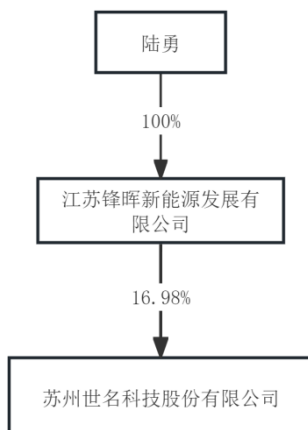 陆勇
100%
江苏锋晖新能源发展有
限公司
16.98%
苏州世名科技股份有限公司